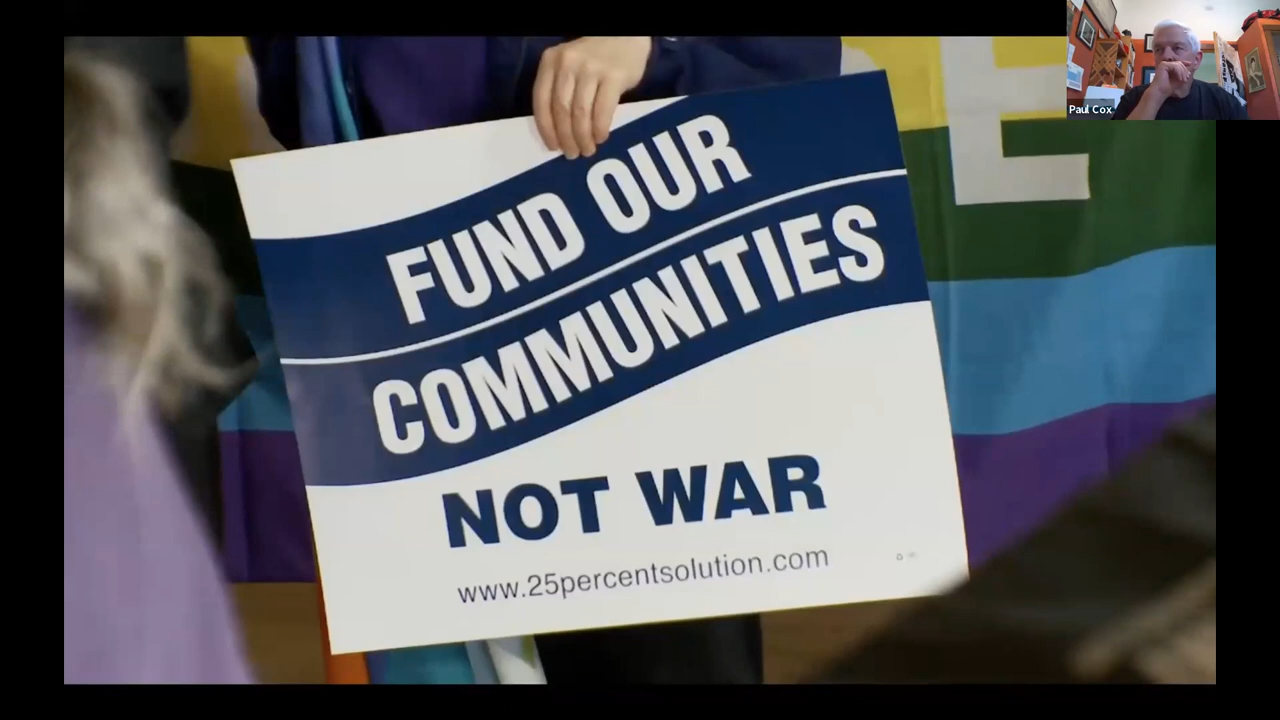 Paul Cox
FUND OUR
COMMUNITIES
NOT WAR
www.25percentsolution.com
E